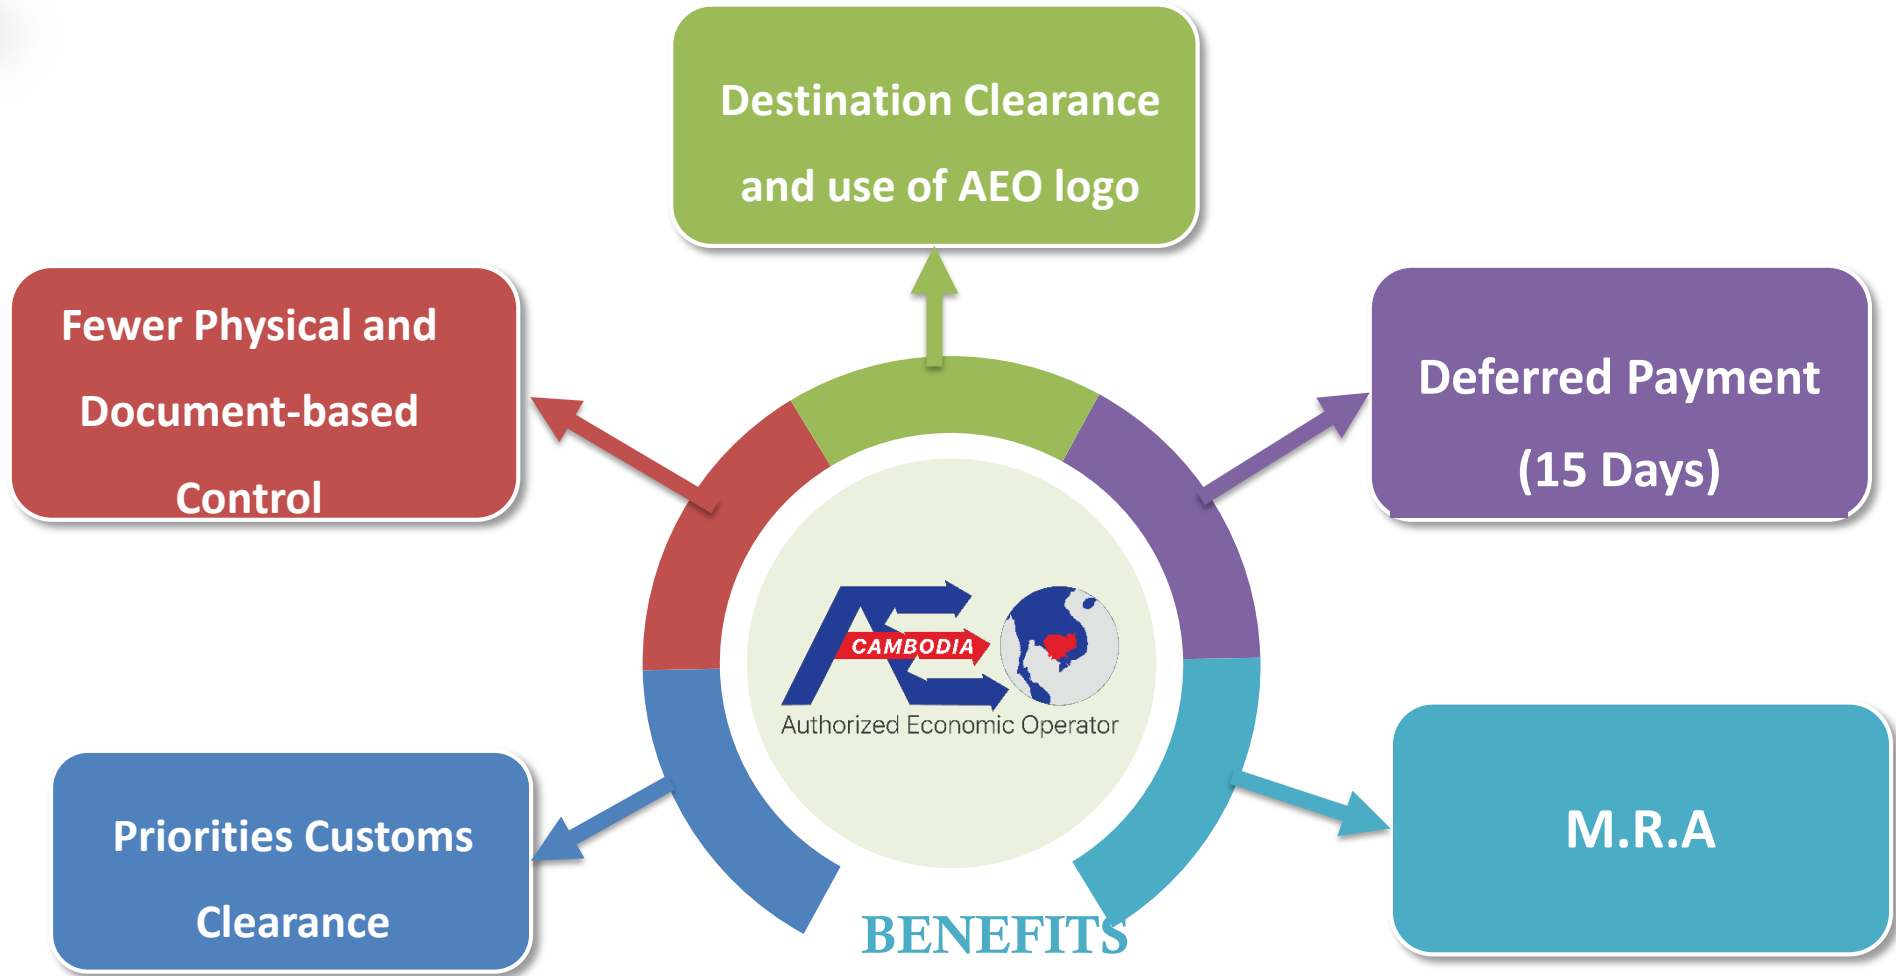 Destination Clearance
and use of AEO logo
Fewer Physical and
Document-based
Control
Deferred Payment
(15 Days)
AE
CAMBODIA
Authorized Economic Operator
Priorities Customs
Clearance
M.R.A
BENEFITS